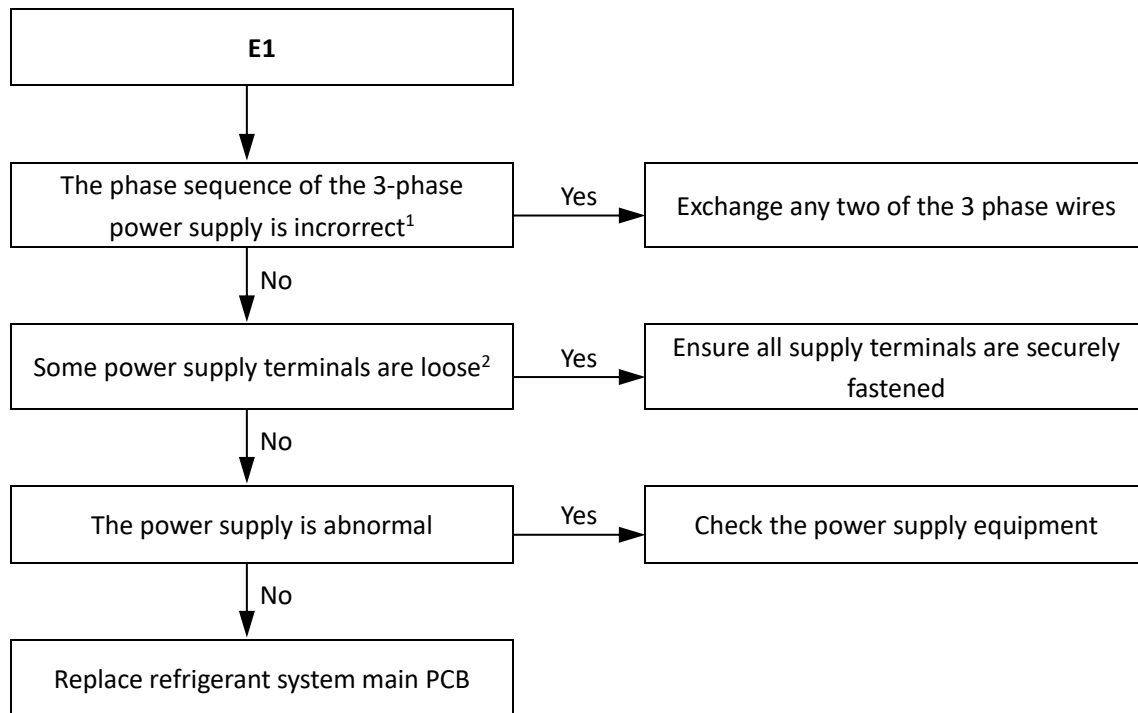 E1
The phase sequence of the 3-phase
power supply is incrorrect¹
Yes
Exchange any two of the 3 phase wires
No
Some power supply terminals are loose²
Yes
Ensure all supply terminals are securely
fastened
No
The power supply is abnormal
Yes
Check the power supply equipment
No
Replace refrigerant system main PCB